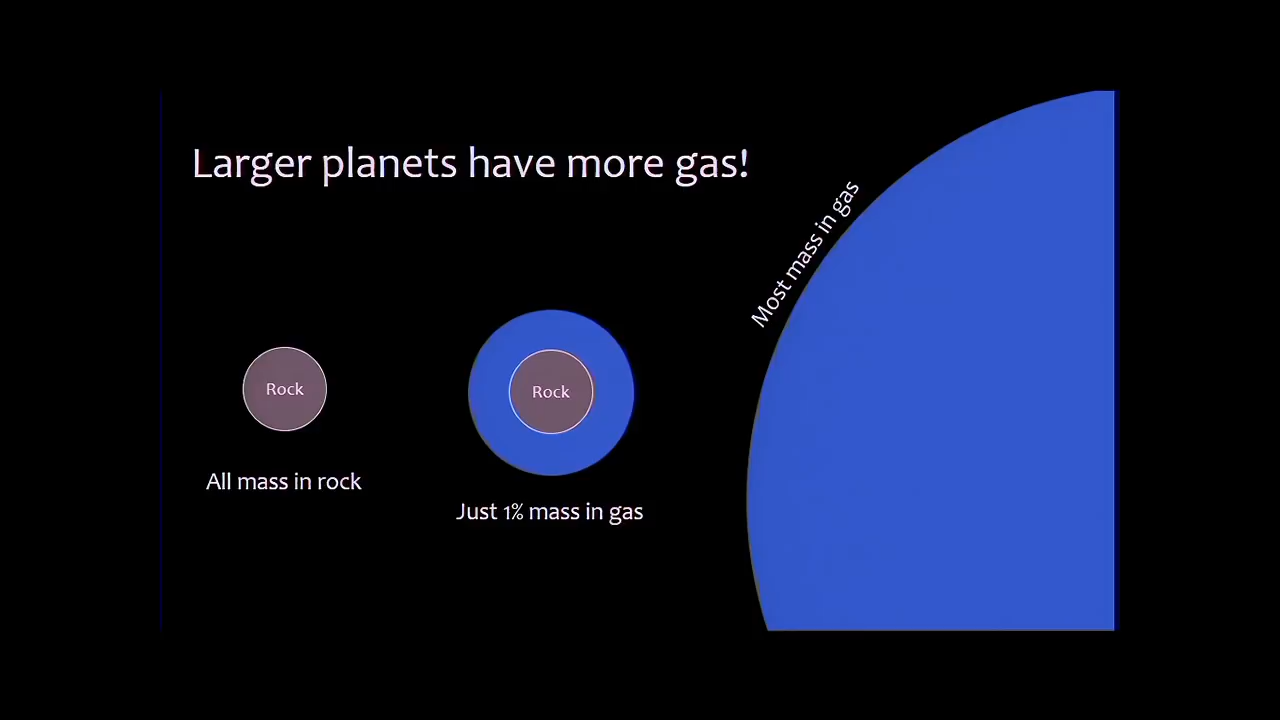 Larger planets have more gas!
Most mass in gas
Rock
Rock
All mass in rock
Just 1% mass in gas